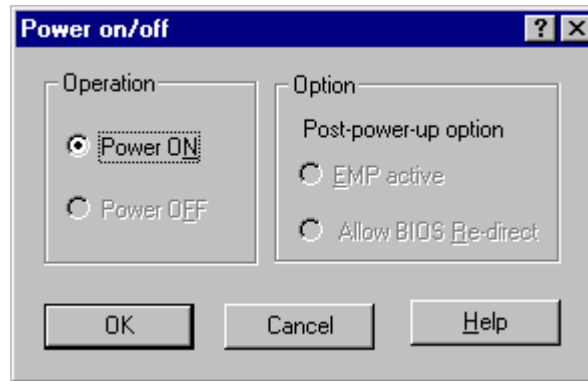 Power on/off
Operation
Power ON
Power OFF
Option
Post-power-up option
EMP active
Allow BIOS Re-direct
OK
Cancel
Help